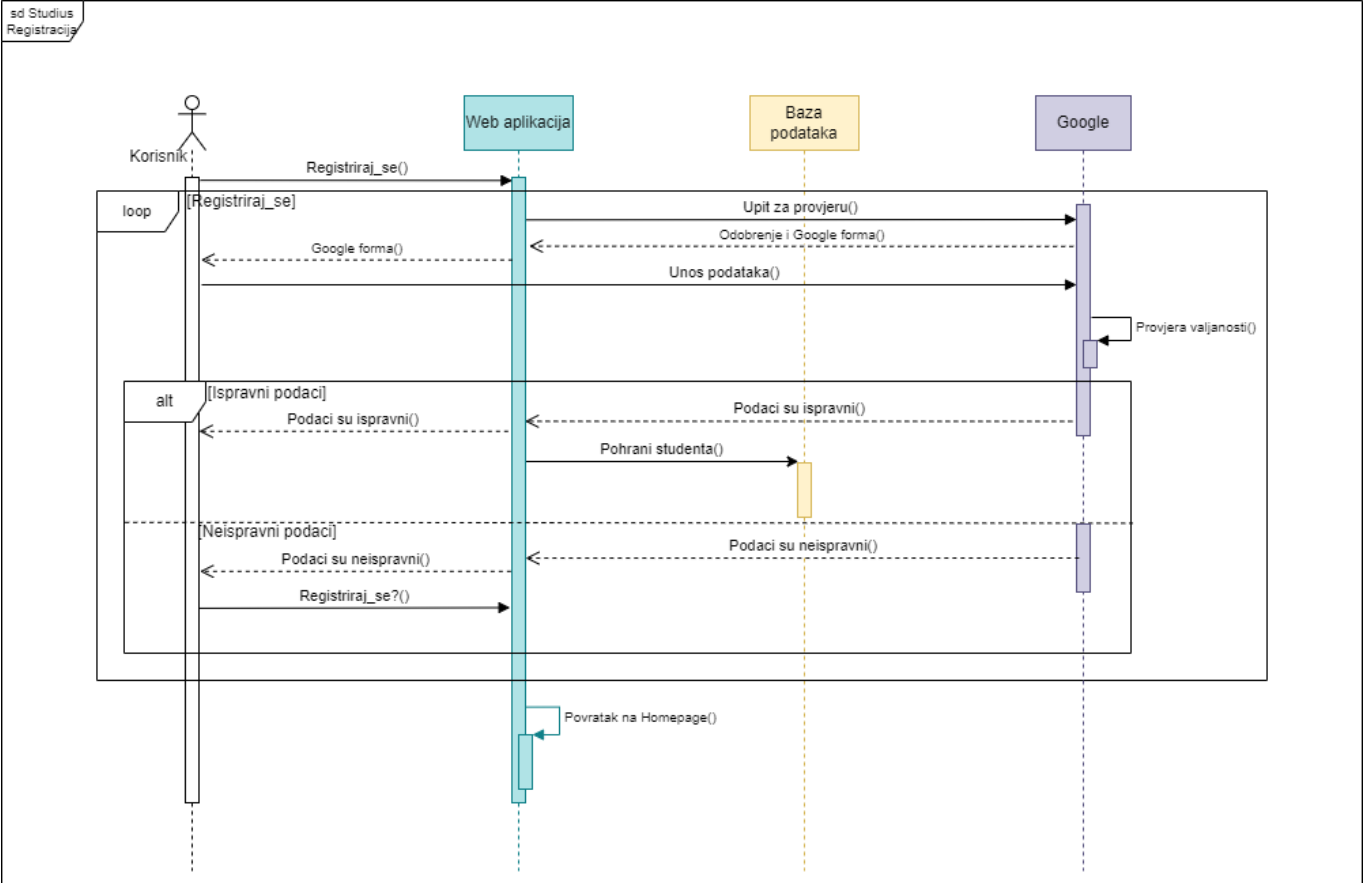 sd Studius
Registracija
Web aplikacija
Baza
podataka
Google
Korisnik
Registriraj_se()
loop
[Registriraj_se]
Upit za provjeru()
Odobrenje i Google forma()
Google forma()
Unos podataka()
Provjera valjanosti()
alt
[Ispravni podaci]
Podaci su ispravni()
Podaci su ispravni()
Pohrani studenta()
[Neispravni podaci]
Podaci su neispravni()
Podaci su neispravni()
Registriraj_se?()
Povratak na Homepage()